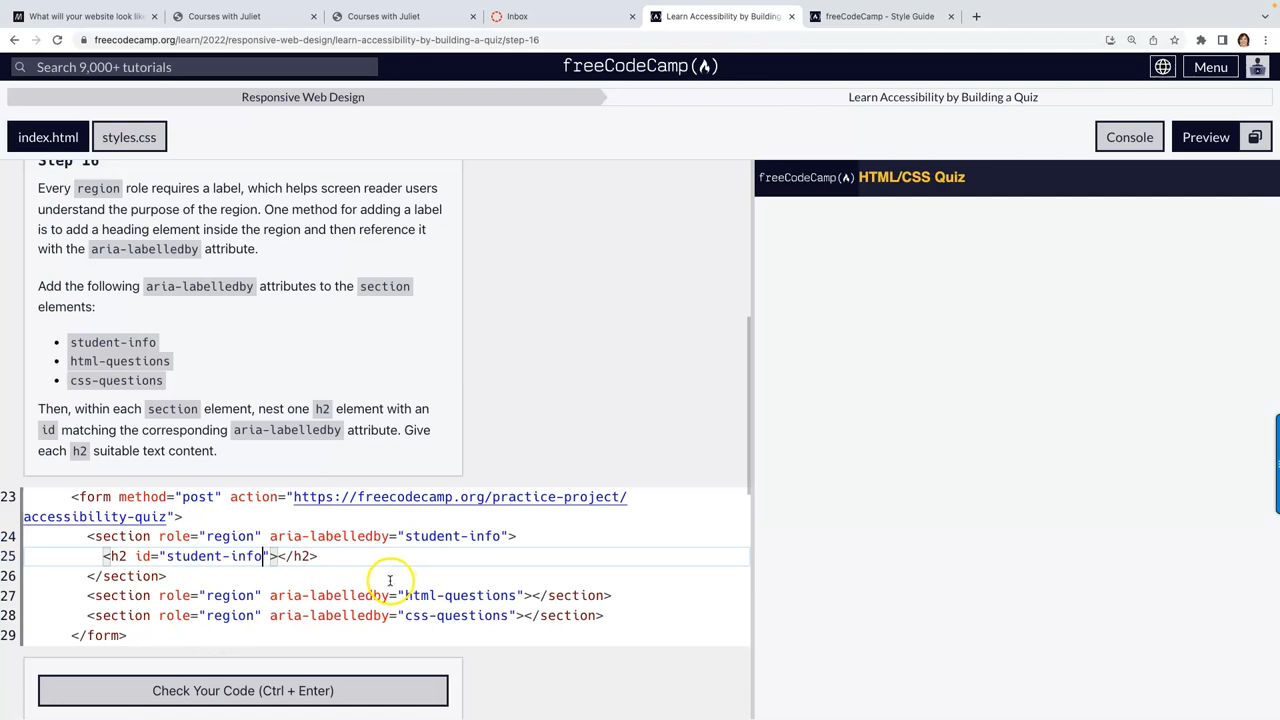 What will your website look lik
Courses with Juliet
Courses with Juliet
Inbox
Learn Accessibility by Building
freeCodeCamp - Style Guide
freecodecamp.org/learn/2022/responsive-web-design/learn-accessibility-by-building-a-quiz/step-16
Search 9,000+ tutorials
freeCodeCamp
Menu
Responsive Web Design
Learn Accessibility by Building a Quiz
index.html
styles.css
Console
Preview
Step 16
Every region role requires a label, which helps screen reader users
understand the purpose of the region. One method for adding a label
is to add a heading element inside the region and then reference it
with the aria-labelledby attribute.
Add the following aria-labelledby attributes to the section
elements:
• student-info
• html-questions
• css-questions
Then, within each section element, nest one h2 element with an
id matching the corresponding aria-labelledby attribute. Give
each h2 suitable text content.
freeCodeCamp HTML/CSS Quiz
23 <form method="post" action="https://freecodecamp.org/practice-project/
accessibility-quiz">
24 <section role="region" aria-labelledby="student-info">
25 <h2 id="student-info"></h2>
26 </section>
27 <section role="region" aria-labelledby="html-questions"></section>
28 <section role="region" aria-labelledby="css-questions"></section>
29 </form>
Check Your Code (Ctrl + Enter)